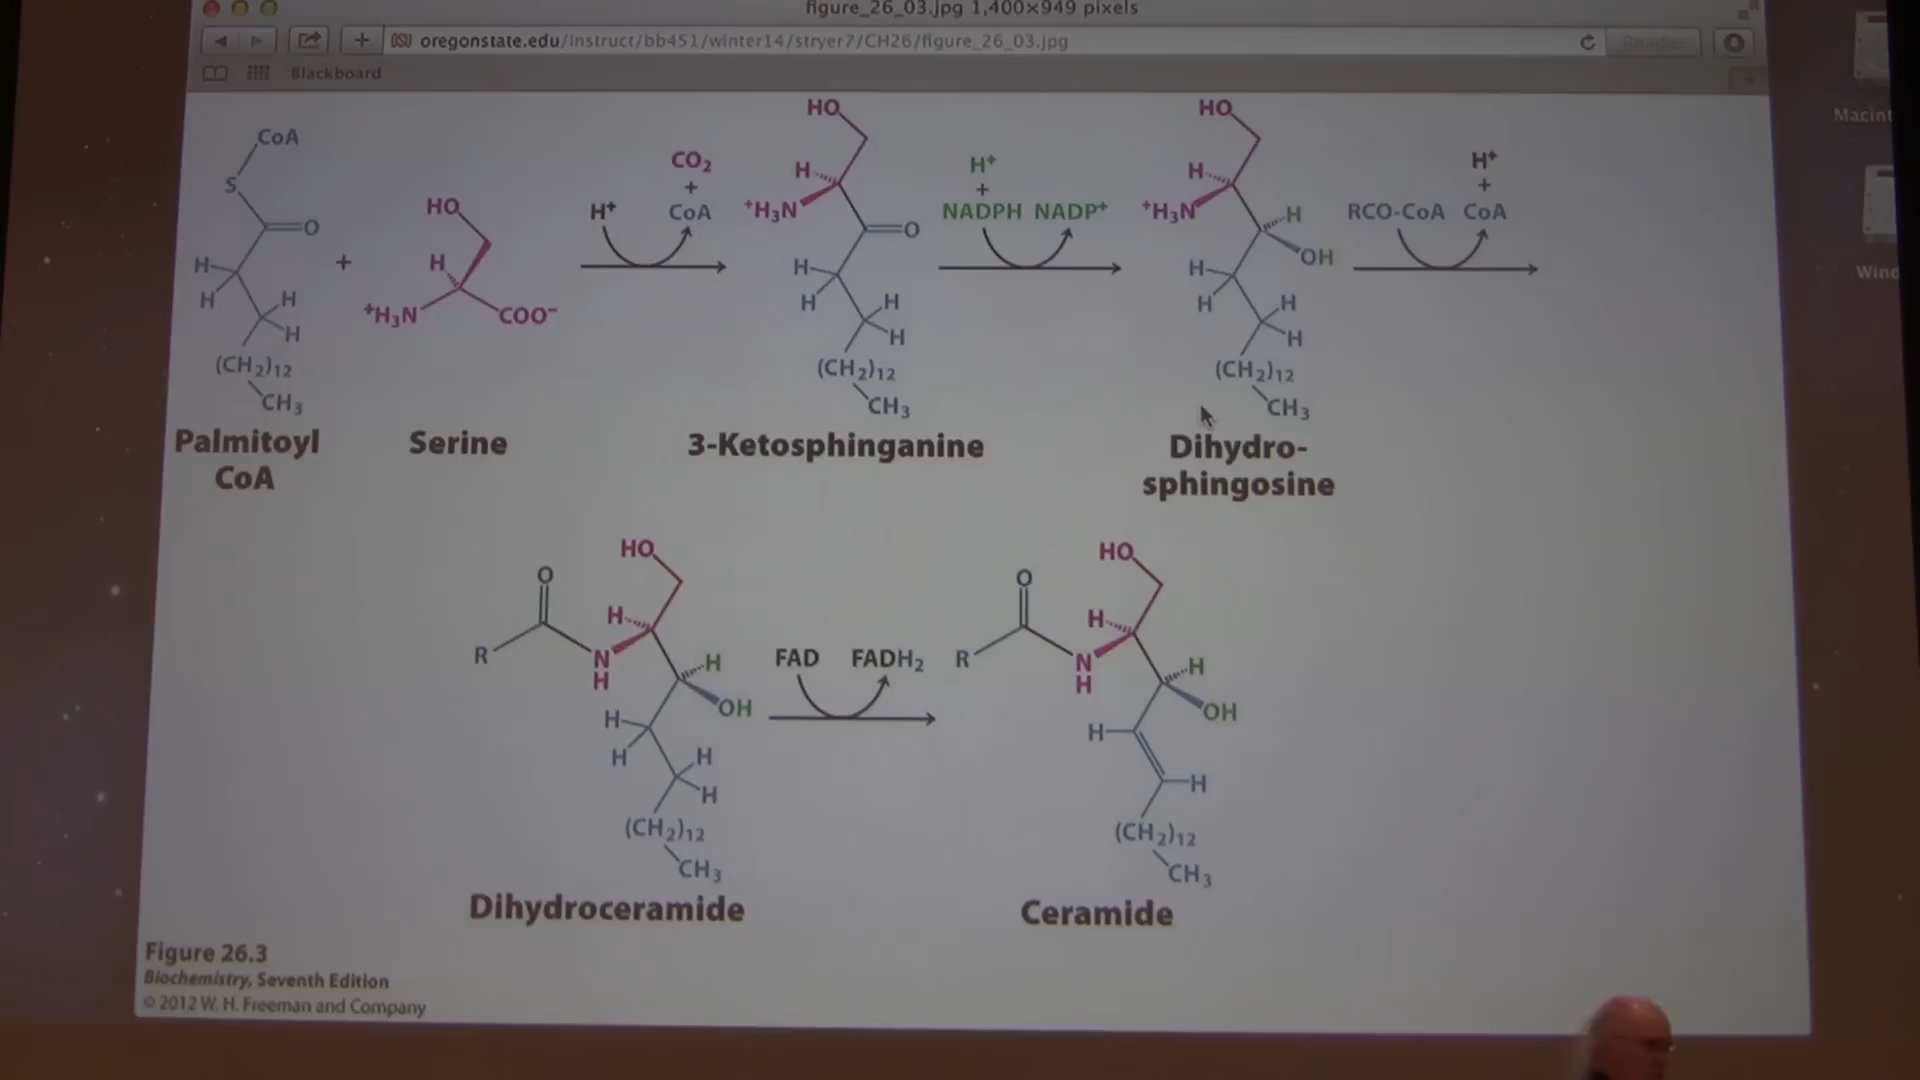 figure_26_03.jpg 1,400×949 pixels
oregonstate.edu/instruct/bb451/winter14/stryer7/CH26/figure_26_03.jpg
Reader
Blackboard
Macint
Wind
CoA
S
O
H
H
H
H
(CH₂)₁₂
CH₃
Palmitoyl
CoA
+
HO
H
⁺H₃N
COO⁻
Serine
H⁺
CO₂
+
CoA
HO
H
⁺H₃N
O
H
H
H
H
(CH₂)₁₂
CH₃
3-Ketosphinganine
H⁺
+
NADPH NADP⁺
HO
H
⁺H₃N
H
OH
H
H
H
H
(CH₂)₁₂
CH₃
Dihydro-
sphingosine
H⁺
+
RCO-CoA CoA
HO
O
H
R
N
H
H
OH
H
H
H
H
(CH₂)₁₂
CH₃
Dihydroceramide
FAD FADH₂
HO
O
H
R
N
H
H
OH
H
H
(CH₂)₁₂
CH₃
Ceramide
Figure 26.3
Biochemistry, Seventh Edition
© 2012 W. H. Freeman and Company